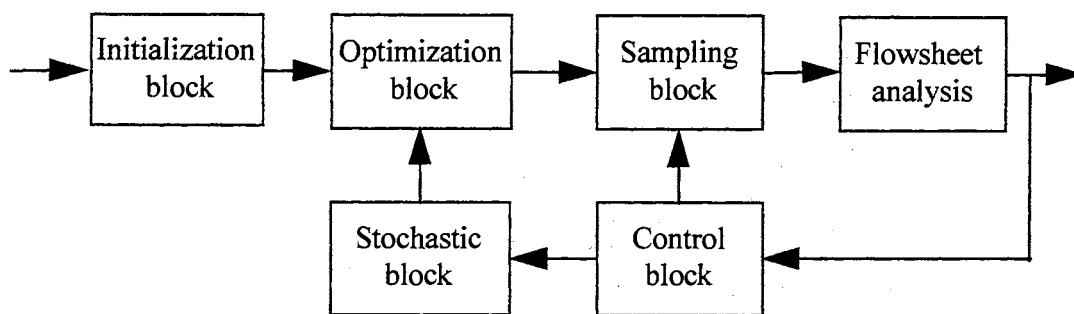 Initialization
block
Optimization
block
Sampling
block
Flowsheet
analysis
Stochastic
block
Control
block